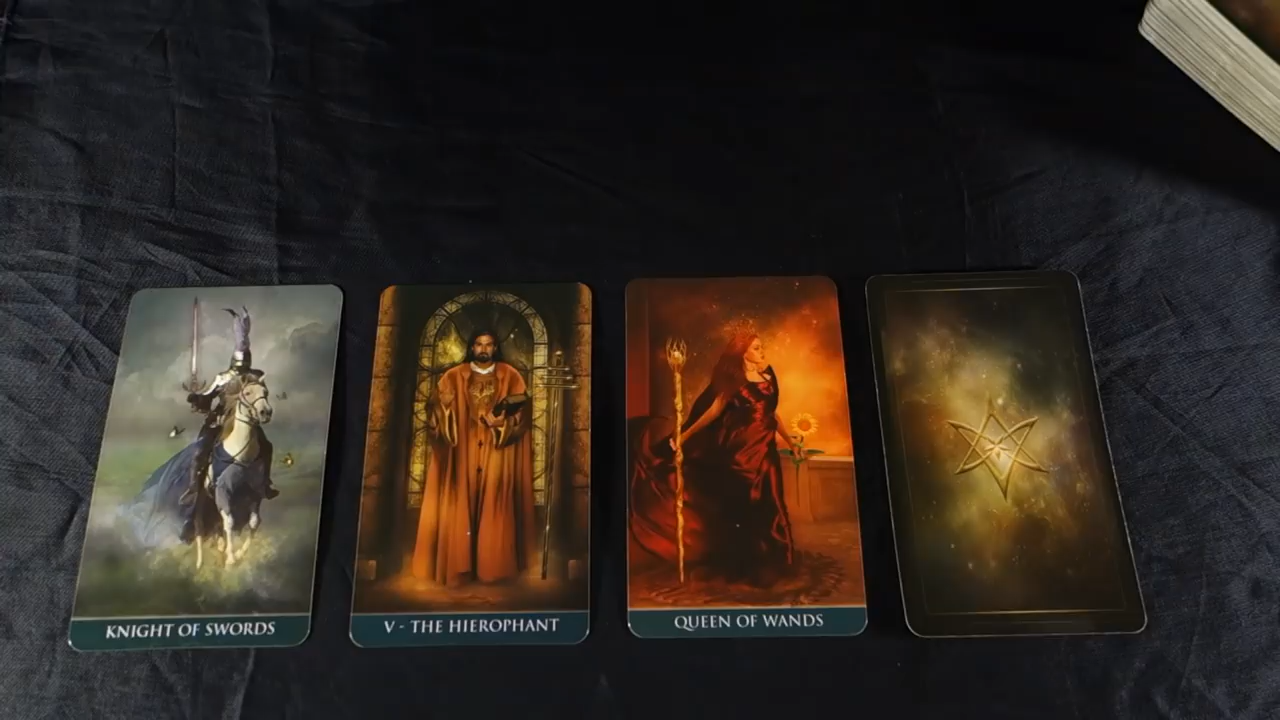 KNIGHT OF SWORDS
V - THE HIEROPHANT
QUEEN OF WANDS